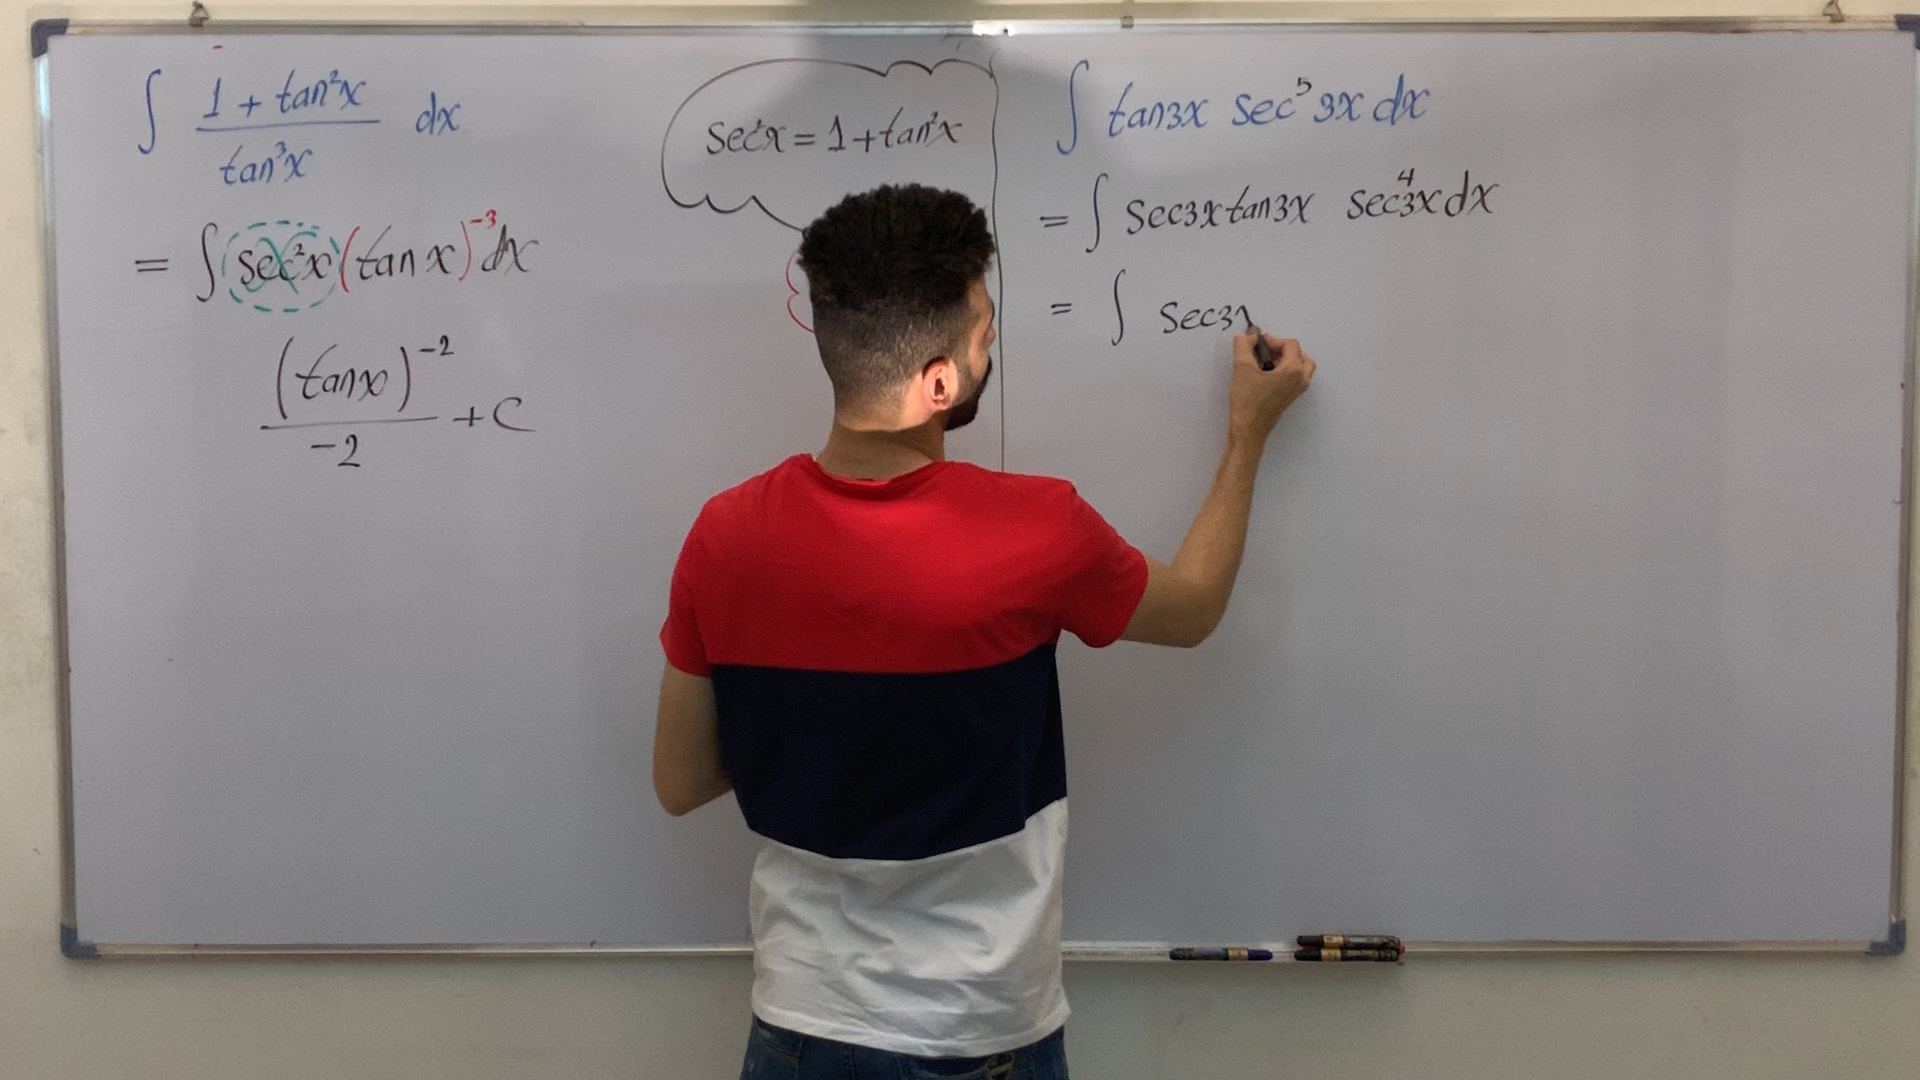 ∫ (1 + tan²x)/(tan³x) dx
= ∫ sec²x (tan x)⁻³ dx
(tanx)⁻²/(-2) + C
sec²x = 1 + tan²x
∫ tan3x sec⁵3x dx
= ∫ sec3x tan3x sec⁴3x dx
= ∫ sec3x